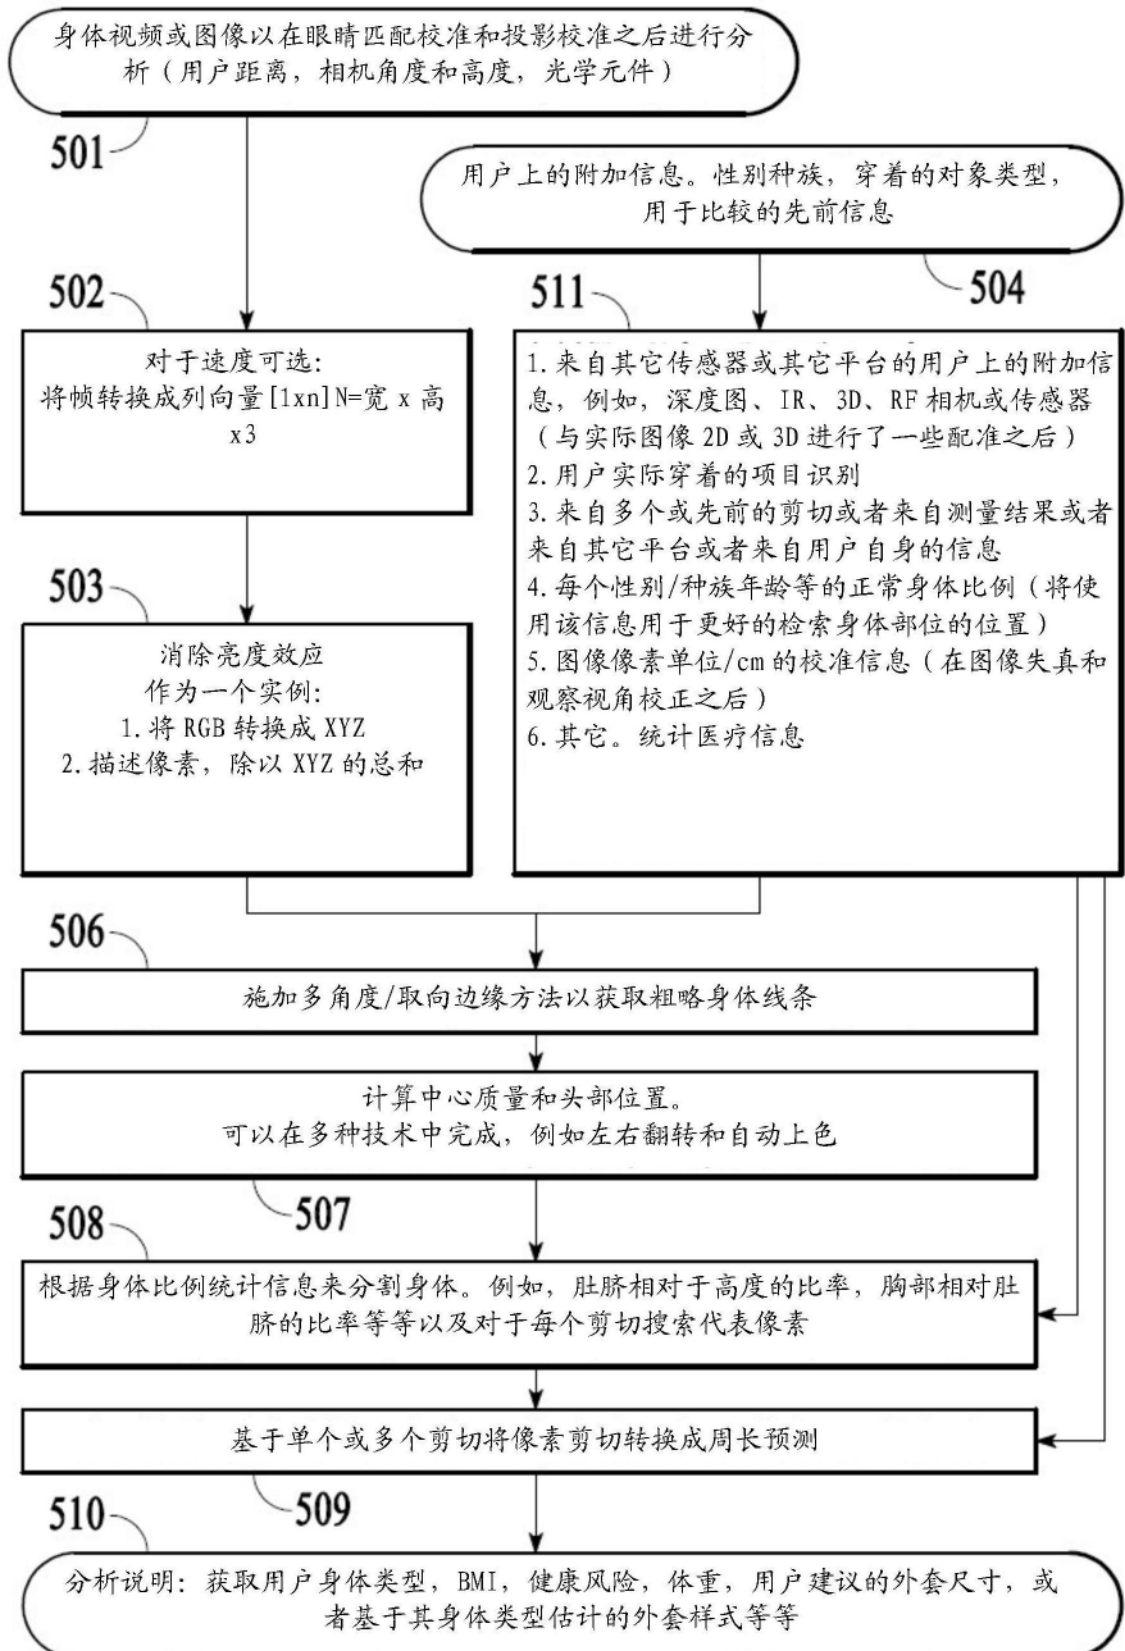 身体视频或图像以在眼睛匹配校准和投影校准之后进行分
析（用户距离，相机角度和高度，光学元件）
501
用户上的附加信息。性别种族，穿着的对象类型，
用于比较的先前信息
504
502
对于速度可选：
将帧转换成列向量[1xn]N=宽 x 高
x3
511
1.来自其它传感器或其它平台的用户上的附加信
息，例如，深度图、IR、3D、RF 相机或传感器
（与实际图像 2D 或 3D 进行了一些配准之后）
2.用户实际穿着的项目识别
3.来自多个或先前的剪切或者来自测量结果或者
来自其它平台或者来自用户自身的信息
4.每个性别/种族年龄等的正常身体比例（将使
用该信息用于更好的检索身体部位的位置）
5.图像像素单位/cm 的校准信息（在图像失真和
观察视角校正之后）
6.其它。统计医疗信息
503
消除亮度效应
作为一个实例：
1.将 RGB 转换成 XYZ
2.描述像素，除以 XYZ 的总和
506
施加多角度/取向边缘方法以获取粗略身体线条
计算中心质量和头部位置。
可以在多种技术中完成，例如左右翻转和自动上色
507
508
根据身体比例统计信息来分割身体。例如，肚脐相对于高度的比率，胸部相对肚
脐的比率等等以及对于每个剪切搜索代表像素
基于单个或多个剪切将像素剪切转换成周长预测
509
510
分析说明：获取用户身体类型，BMI，健康风险，体重，用户建议的外套尺寸，或
者基于其身体类型估计的外套样式等等